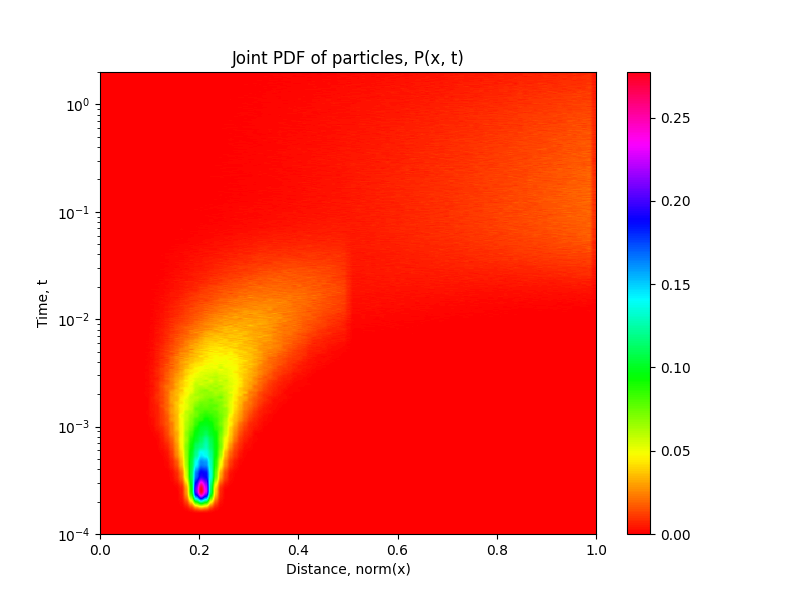 Joint PDF of particles, P(x, t)
Time, t
10⁰
10⁻¹
10⁻²
10⁻³
10⁻⁴
0.0 0.2 0.4 0.6 0.8 1.0
Distance, norm(x)
0.25
0.20
0.15
0.10
0.05
0.00